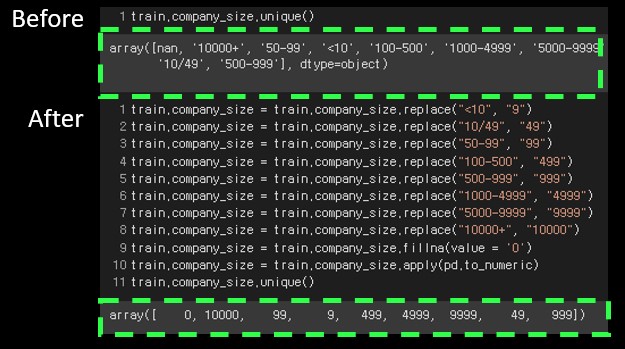 Before
1 train.company_size.unique()
array([nan, '10000+', '50-99', '<10', '100-500', '1000-4999', '5000-9999'
'10/49', '500-999'], dtype=object)
After
1 train.company_size = train.company_size.replace("<10", "9")
2 train.company_size = train.company_size.replace("10/49", "49")
3 train.company_size = train.company_size.replace("50-99", "99")
4 train.company_size = train.company_size.replace("100-500", "499")
5 train.company_size = train.company_size.replace("500-999", "999")
6 train.company_size = train.company_size.replace("1000-4999", "4999")
7 train.company_size = train.company_size.replace("5000-9999", "9999")
8 train.company_size = train.company_size.replace("10000+", "10000")
9 train.company_size = train.company_size.fillna(value = '0')
10 train.company_size = train.company_size.apply(pd.to_numeric)
11 train.company_size.unique()
array([ 0, 10000, 99, 9, 499, 4999, 9999, 49, 999])